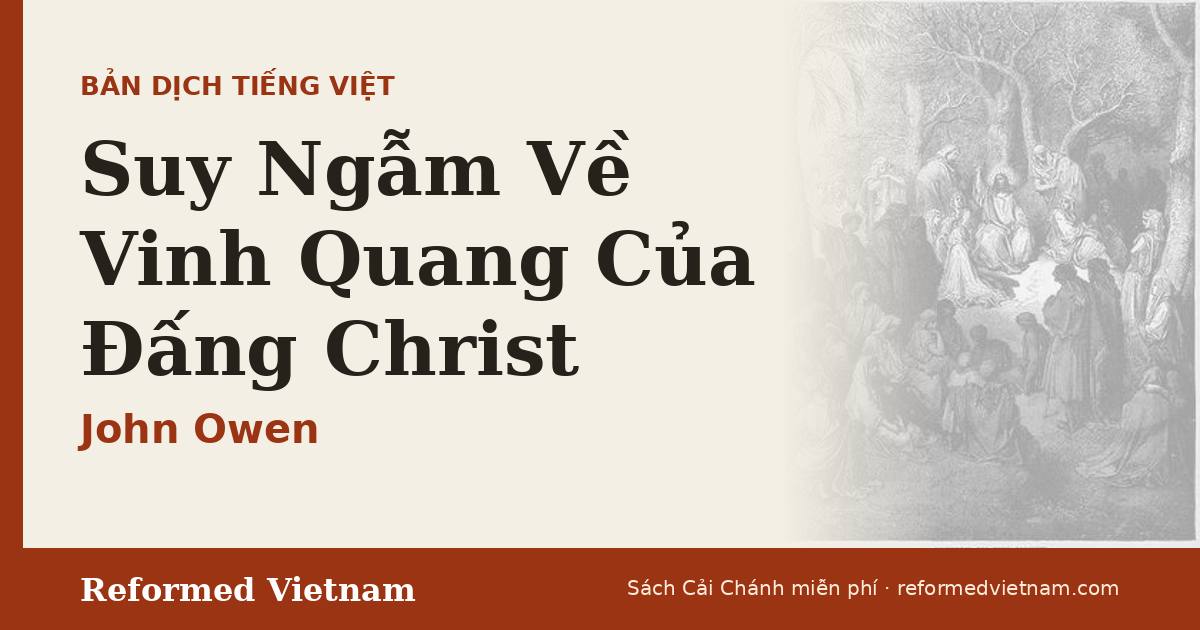 BẢN DỊCH TIẾNG VIỆT
Suy Ngẫm Về
Vinh Quang Của
Đấng Christ
John Owen
Reformed Vietnam
Sách Cải Chánh miễn phí · reformedvietnam.com